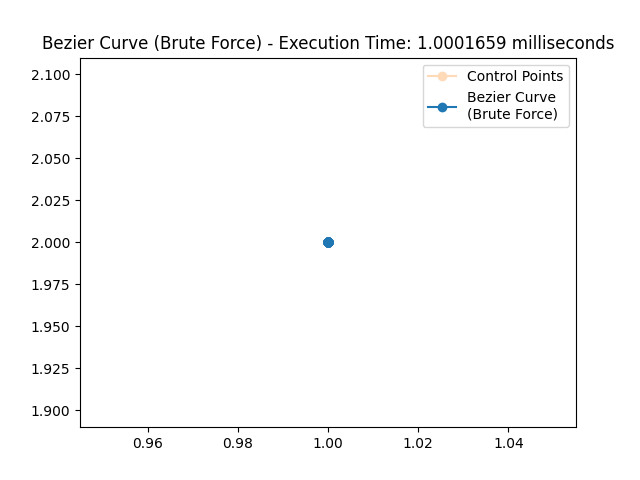 Bezier Curve (Brute Force) - Execution Time: 1.0001659 milliseconds
Control Points
Bezier Curve
(Brute Force)
2.100
2.075
2.050
2.025
2.000
1.975
1.950
1.925
1.900
0.96 0.98 1.00 1.02 1.04